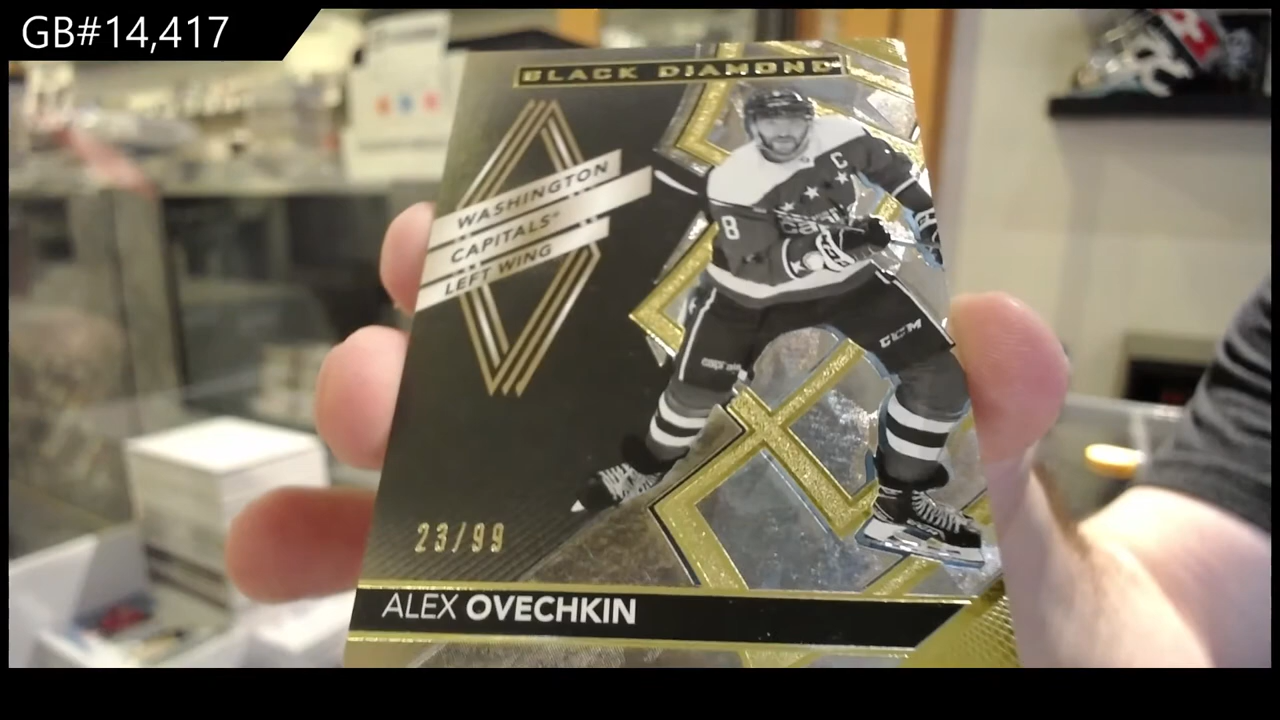 GB#14,417
BLACK DIAMOND
WASHINGTON
CAPITALS
LEFT WING
C
8
CCM
23/99
ALEX OVECHKIN